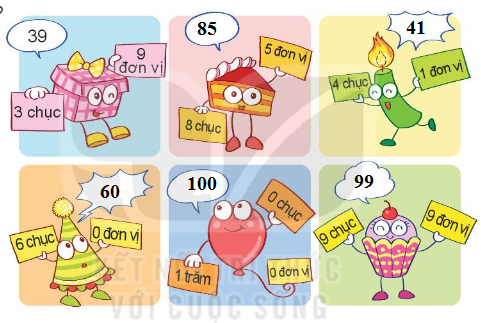 39
9
đơn vị
3 chục
85
5 đơn vị
8 chục
41
4 chục
1 đơn vị
60
6 chục
0 đơn vị
100
0 chục
1 trăm
0 đơn vị
99
9 chục
9 đơn vị
KẾT NỐI TRI THỨC
VỚI CUỘC SỐNG